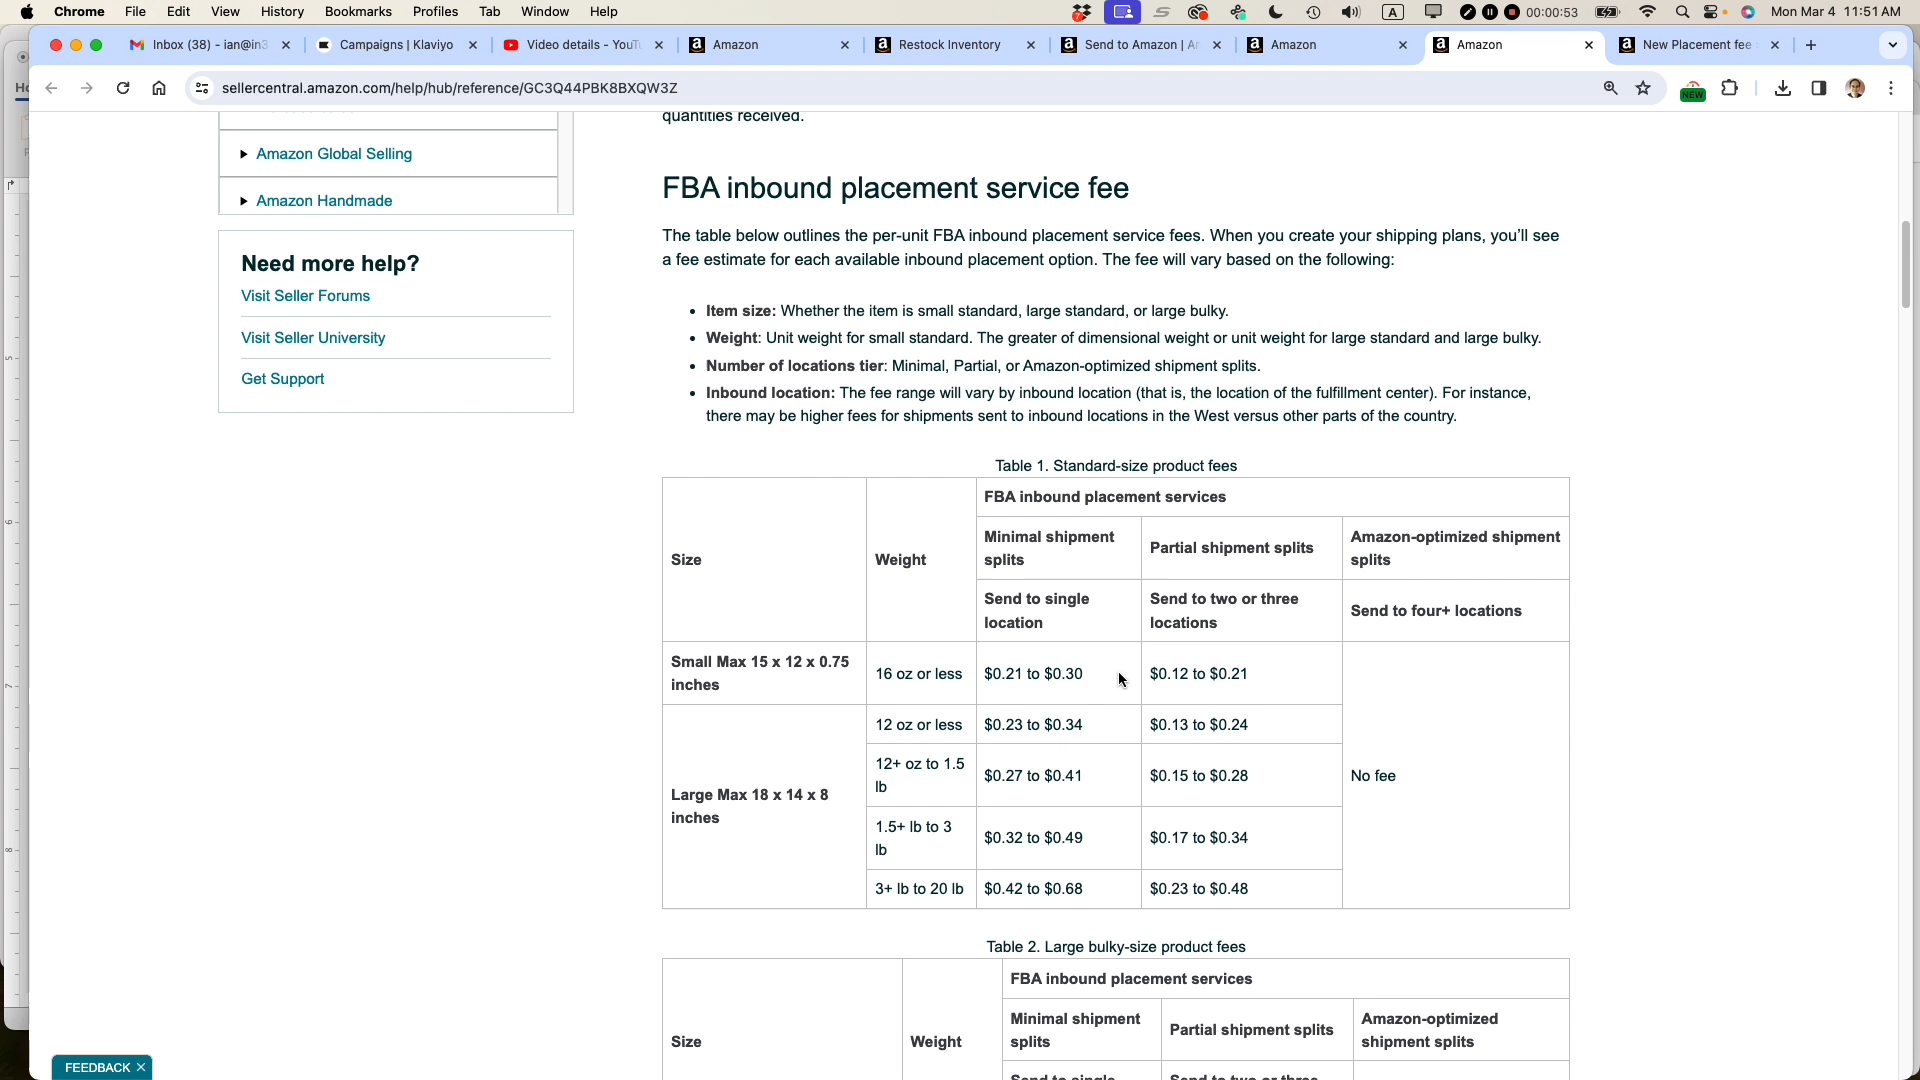 Chrome File Edit View History Bookmarks Profiles Tab Window Help 00:00:53 Mon Mar 4 11:51 AM
Inbox (38) - ian@in Campaigns | Klaviyo Video details - YouTu Amazon Restock Inventory Send to Amazon | A Amazon Amazon New Placement fee
sellercentral.amazon.com/help/hub/reference/GC3Q44PBK8BXQW3Z
NEW
quantities received.
Amazon Global Selling
Amazon Handmade
Need more help?
Visit Seller Forums
Visit Seller University
Get Support
FBA inbound placement service fee
The table below outlines the per-unit FBA inbound placement service fees. When you create your shipping plans, you'll see
a fee estimate for each available inbound placement option. The fee will vary based on the following:
• Item size: Whether the item is small standard, large standard, or large bulky.
• Weight: Unit weight for small standard. The greater of dimensional weight or unit weight for large standard and large bulky.
• Number of locations tier: Minimal, Partial, or Amazon-optimized shipment splits.
• Inbound location: The fee range will vary by inbound location (that is, the location of the fulfillment center). For instance,
there may be higher fees for shipments sent to inbound locations in the West versus other parts of the country.
Table 1. Standard-size product fees
Size
Weight
FBA inbound placement services
Minimal shipment
splits
Partial shipment splits
Amazon-optimized shipment
splits
Send to single
location
Send to two or three
locations
Send to four+ locations
Small Max 15 x 12 x 0.75
inches
16 oz or less $0.21 to $0.30 $0.12 to $0.21
Large Max 18 x 14 x 8
inches
12 oz or less $0.23 to $0.34 $0.13 to $0.24
12+ oz to 1.5
lb
$0.27 to $0.41 $0.15 to $0.28
No fee
1.5+ lb to 3
lb
$0.32 to $0.49 $0.17 to $0.34
3+ lb to 20 lb $0.42 to $0.68 $0.23 to $0.48
Table 2. Large bulky-size product fees
Size
Weight
FBA inbound placement services
Minimal shipment
splits
Partial shipment splits
Amazon-optimized
shipment splits
Send to single
Send to two or three
FEEDBACK